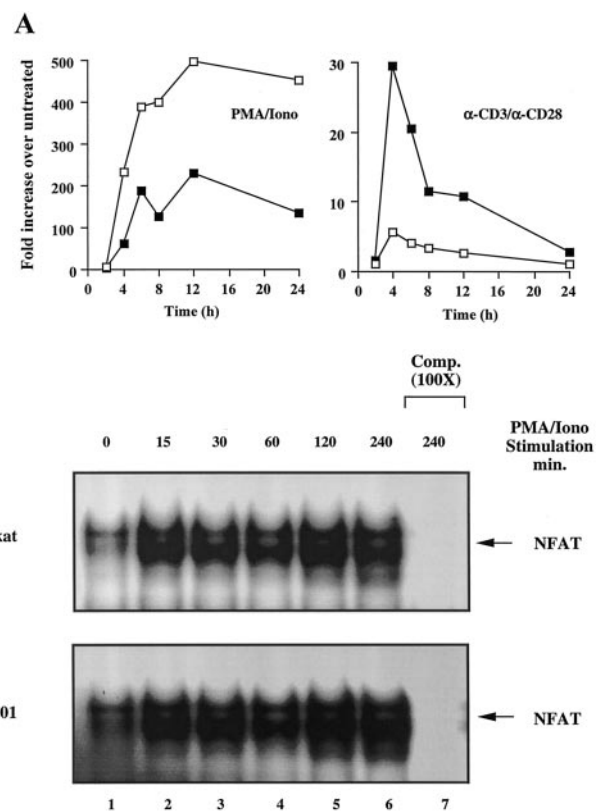 A
500
400
300
200
100
0
Fold increase over untreated
PMA/Iono
0 4 8 12 16 20 24
Time (h)
30
20
10
0
α-CD3/α-CD28
0 4 8 12 16 20 24
Time (h)
Comp.
(100X)
0 15 30 60 120 240 240
PMA/Iono
Stimulation
min.
kat
NFAT
01
NFAT
1 2 3 4 5 6 7